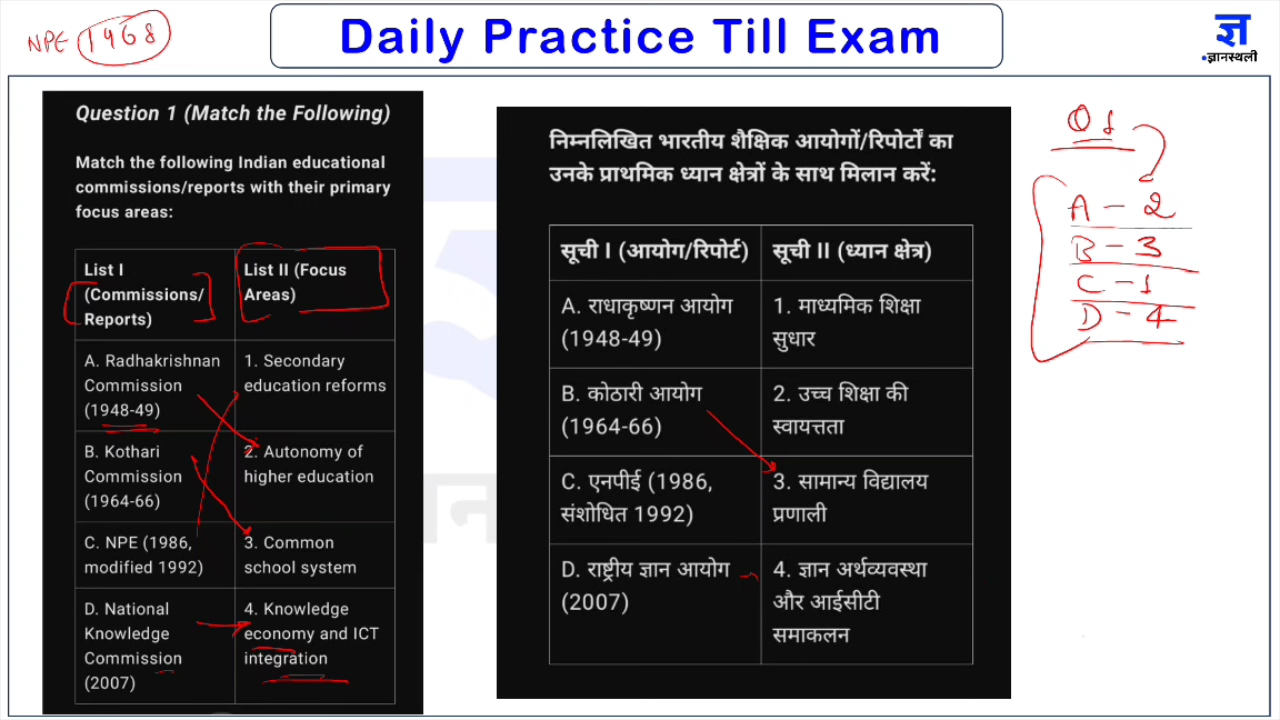 NPE 1968
Daily Practice Till Exam
ज्ञ
ज्ञानस्थली
Question 1 (Match the Following)
Match the following Indian educational
commissions/reports with their primary
focus areas:
List I
(Commissions/
Reports)
List II (Focus
Areas)
A. Radhakrishnan
Commission
(1948-49)
1. Secondary
education reforms
B. Kothari
Commission
(1964-66)
2. Autonomy of
higher education
C. NPE (1986,
modified 1992)
3. Common
school system
D. National
Knowledge
Commission
(2007)
4. Knowledge
economy and ICT
integration
निम्नलिखित भारतीय शैक्षिक आयोगों/रिपोर्टों का
उनके प्राथमिक ध्यान क्षेत्रों के साथ मिलान करें:
सूची I (आयोग/रिपोर्ट)
सूची II (ध्यान क्षेत्र)
A. राधाकृष्णन आयोग
(1948-49)
1. माध्यमिक शिक्षा
सुधार
B. कोठारी आयोग
(1964-66)
2. उच्च शिक्षा की
स्वायत्तता
C. एनपीई (1986,
संशोधित 1992)
3. सामान्य विद्यालय
प्रणाली
D. राष्ट्रीय ज्ञान आयोग
(2007)
4. ज्ञान अर्थव्यवस्था
और आईसीटी
समाकलन
Q1
A - 2
B - 3
C - 1
D - 4